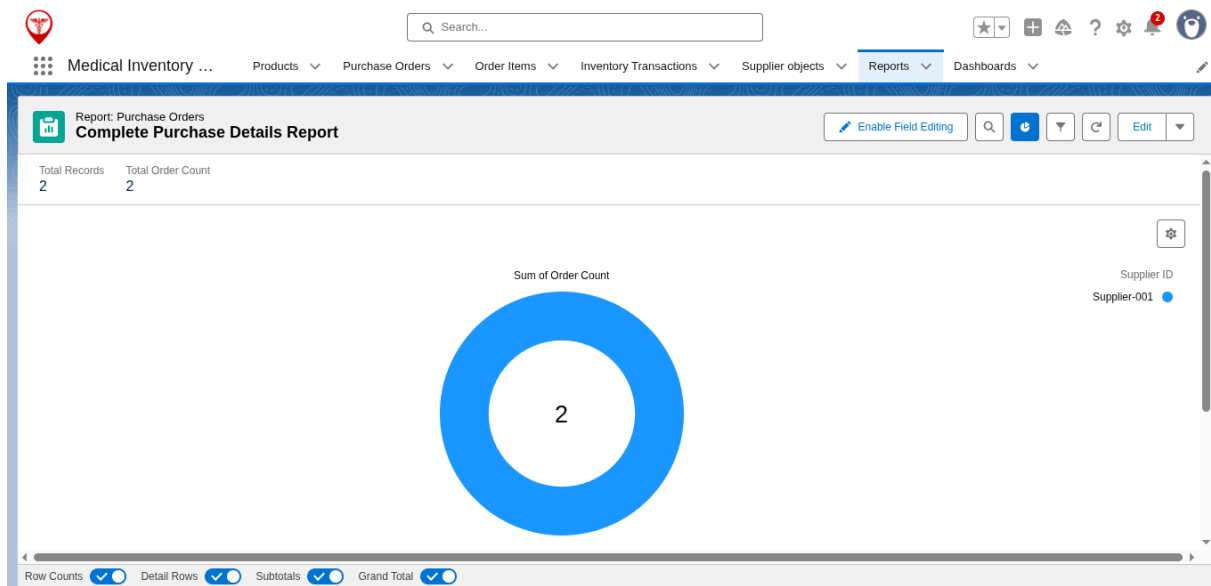 Search...
2
Medical Inventory ...
Products
Purchase Orders
Order Items
Inventory Transactions
Supplier objects
Reports
Dashboards
Report: Purchase Orders
Complete Purchase Details Report
Enable Field Editing
Edit
Total Records
Total Order Count
2
2
Sum of Order Count
Supplier ID
Supplier-001
2
Row Counts
Detail Rows
Subtotals
Grand Total